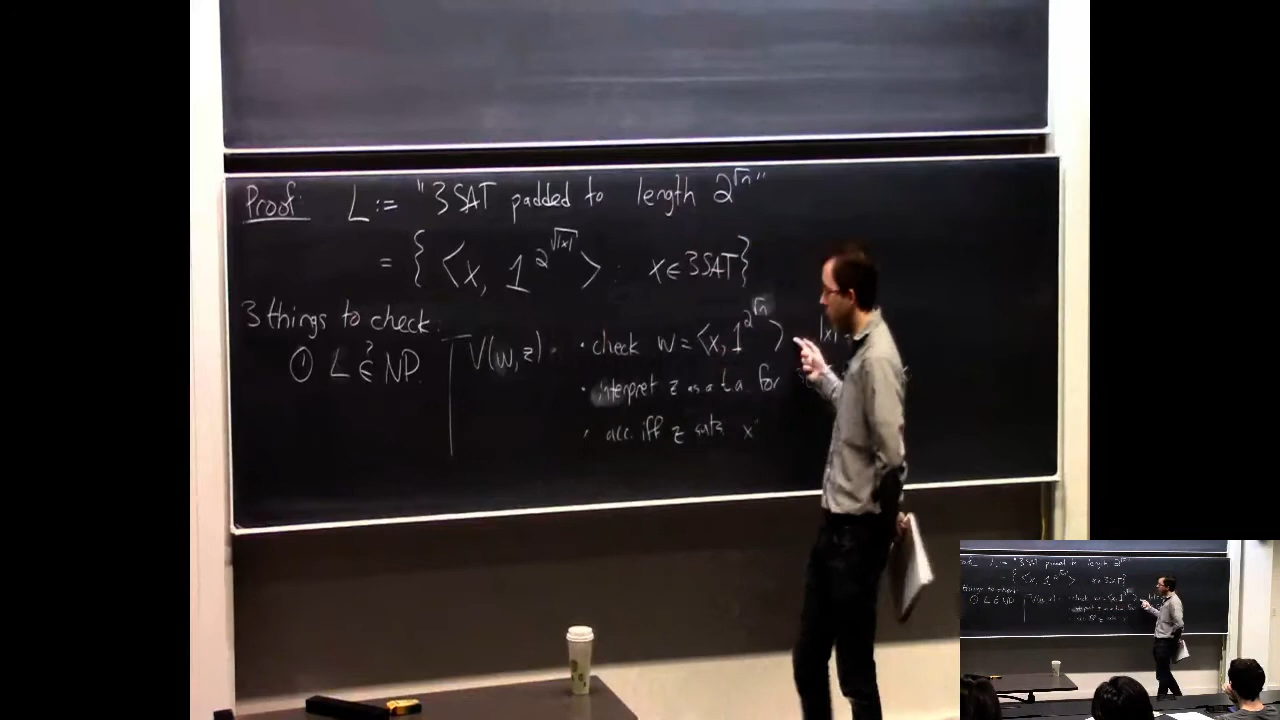 Proof: L := "3SAT padded to length 2^√n"
= { ⟨x, 1^2^√|x|⟩ : x ∈ 3SAT}
3 things to check:
① L ∈? NP.
V(w,z): · check w = ⟨x, 1^2^√n⟩ |x|
· interpret z as a t.a. for
· acc. iff z sats x